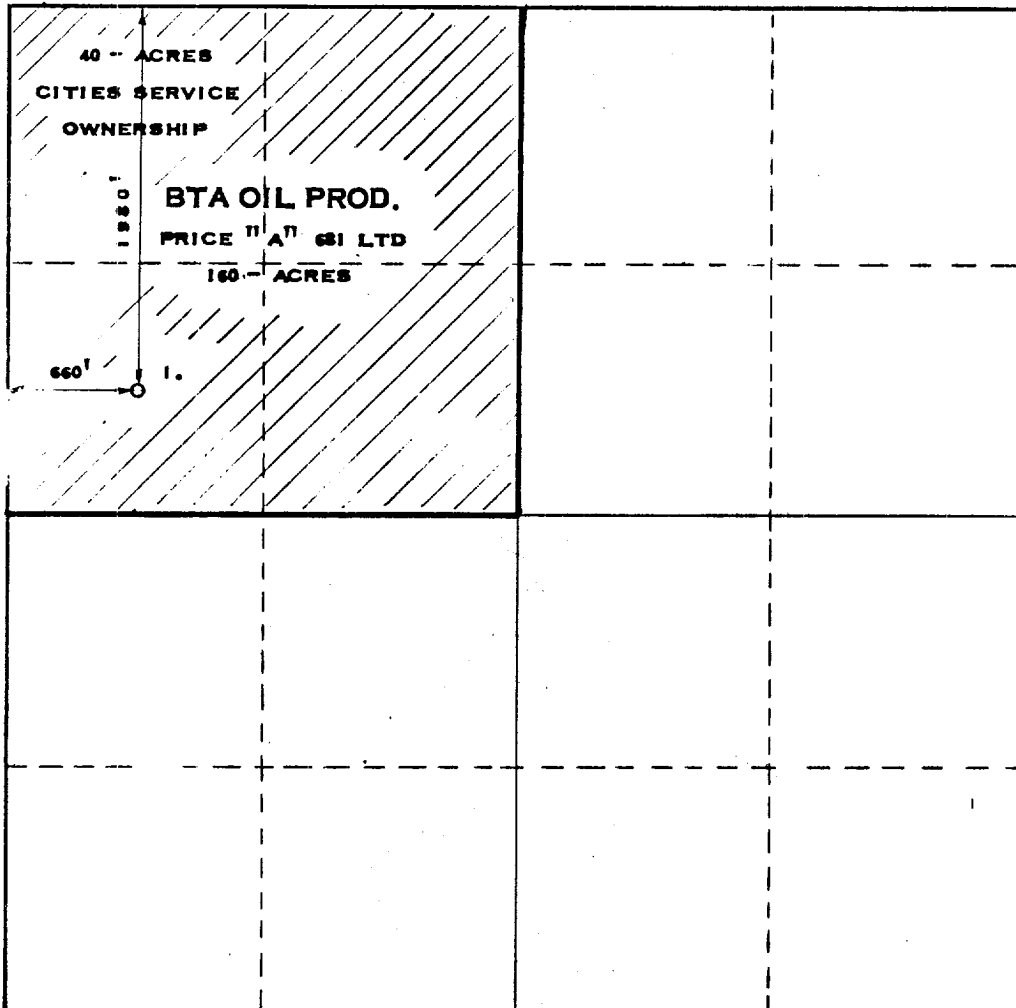 40 - ACRES
CITIES SERVICE
OWNERSHIP
1980'
BTA OIL PROD.
PRICE "A" 681 LTD
160 - ACRES
660' 1.